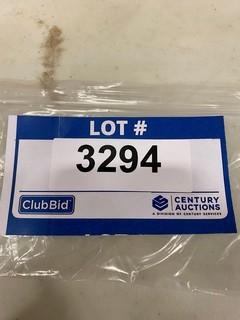 LOT #
3294
ClubBid
CENTURY
AUCTIONS
A DIVISION OF CENTURY SERVICES